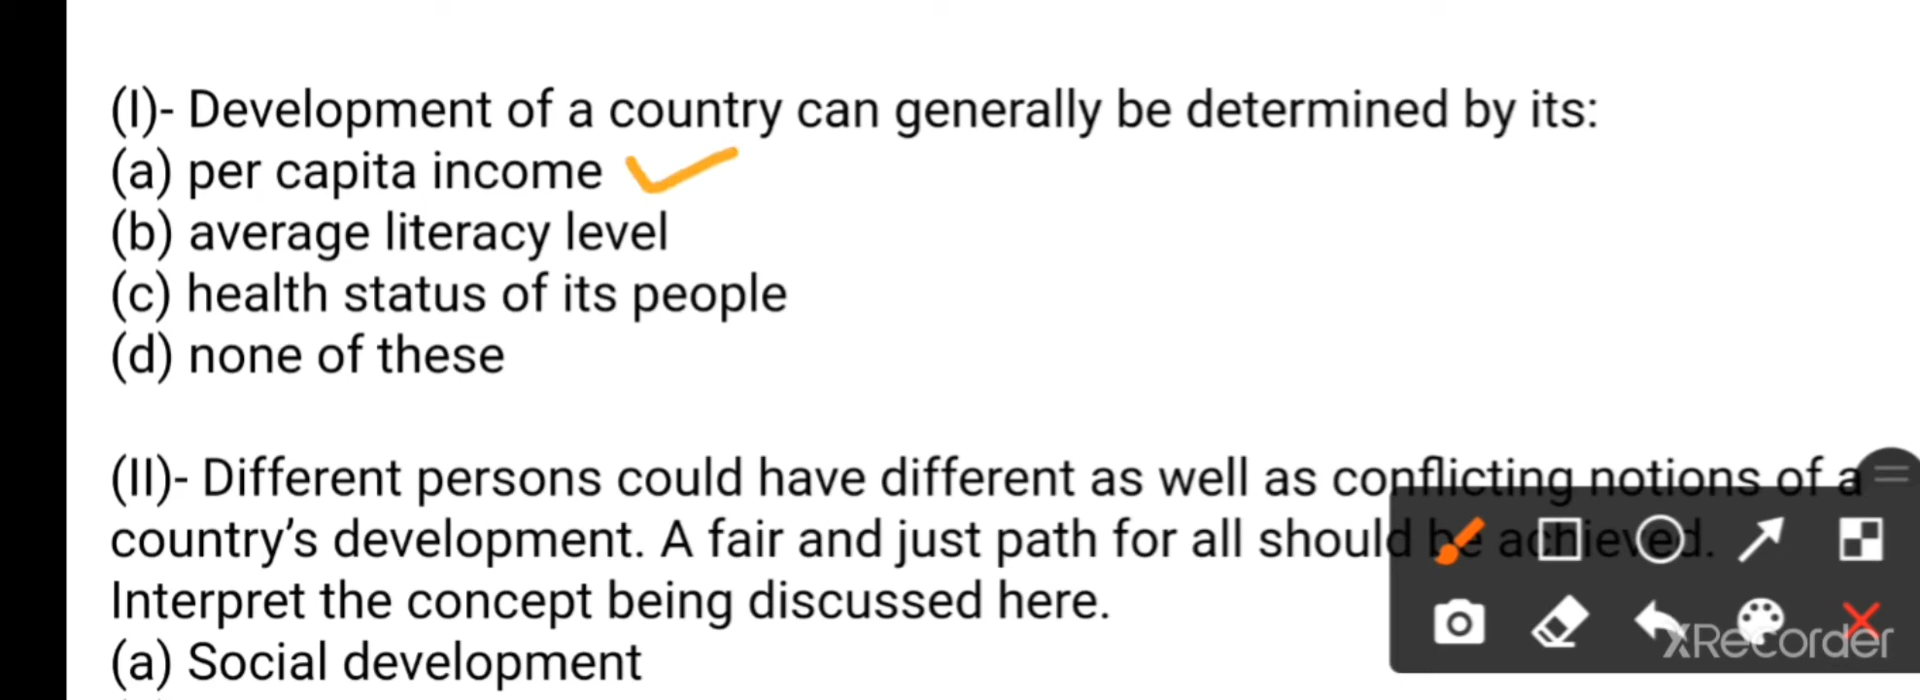 (I)- Development of a country can generally be determined by its:
(a) per capita income
(b) average literacy level
(c) health status of its people
(d) none of these
(II)- Different persons could have different as well as conflicting notions of a
country's development. A fair and just path for all should be achieved.
Interpret the concept being discussed here.
XRecorder
(a) Social development